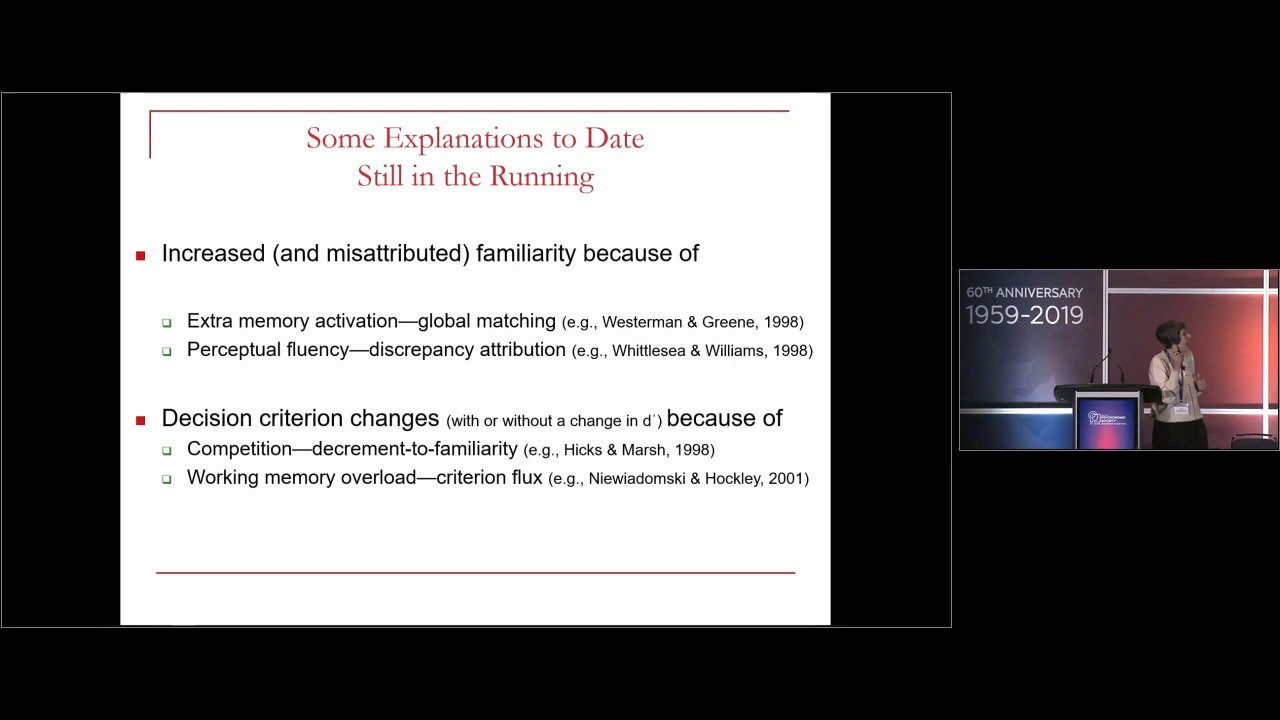 Some Explanations to Date
Still in the Running
Increased (and misattributed) familiarity because of
Extra memory activation—global matching (e.g., Westerman & Greene, 1998)
Perceptual fluency—discrepancy attribution (e.g., Whittlesea & Williams, 1998)
Decision criterion changes (with or without a change in d') because of
Competition—decrement-to-familiarity (e.g., Hicks & Marsh, 1998)
Working memory overload—criterion flux (e.g., Niewiadomski & Hockley, 2001)
60TH ANNIVERSARY
1959-2019
PSYCHONOMIC
SOCIETY